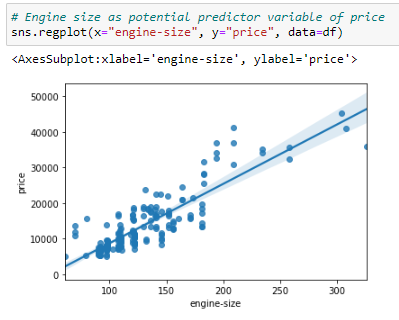 # Engine size as potential predictor variable of price
sns.regplot(x="engine-size", y="price", data=df)
<AxesSubplot:xlabel='engine-size', ylabel='price'>
50000
40000
30000
20000
10000
0
price
100
150
200
250
300
engine-size